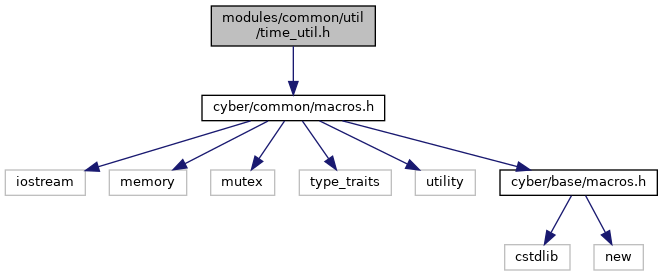 modules/common/util
/time_util.h
cyber/common/macros.h
iostream
memory
mutex
type_traits
utility
cyber/base/macros.h
cstdlib
new